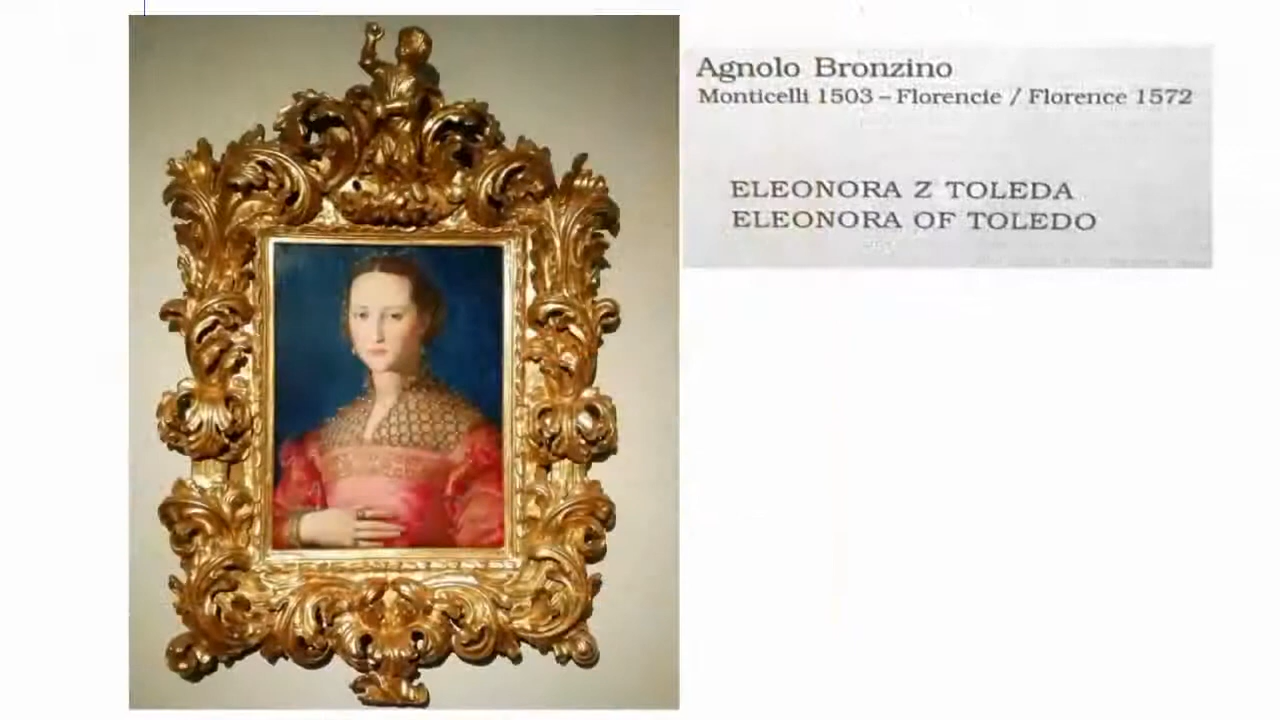 Agnolo Bronzino
Monticelli 1503 – Florencie / Florence 1572
ELEONORA Z TOLEDA
ELEONORA OF TOLEDO